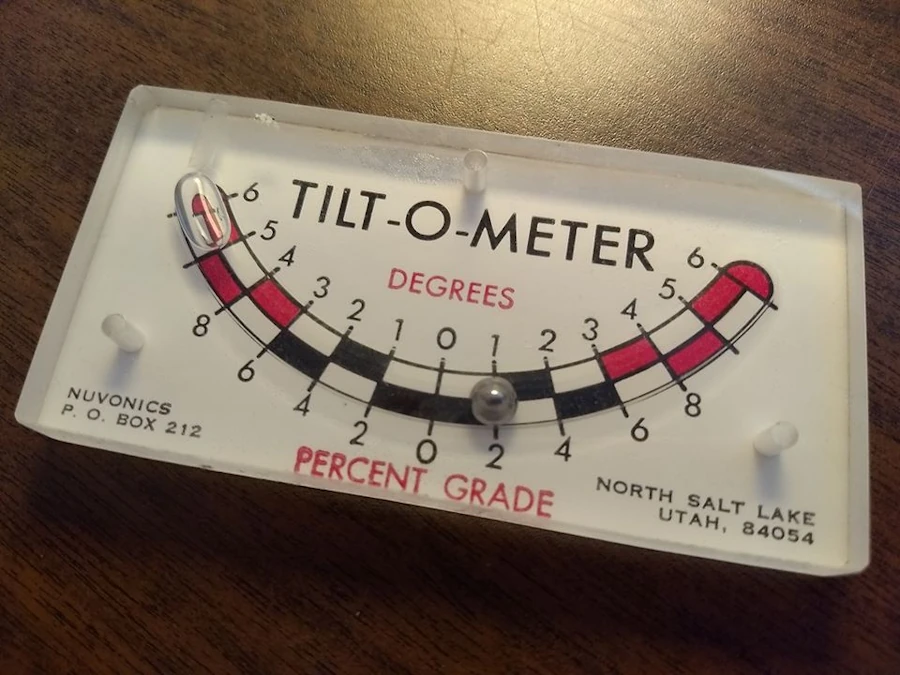 TILT-O-METER
DEGREES
6 5 4 3 2 1 0 1 2 3 4 5 6
8 6 4 2 0 2 4 6 8
PERCENT GRADE
NUVONICS
P. O. BOX 212
NORTH SALT LAKE
UTAH, 84054